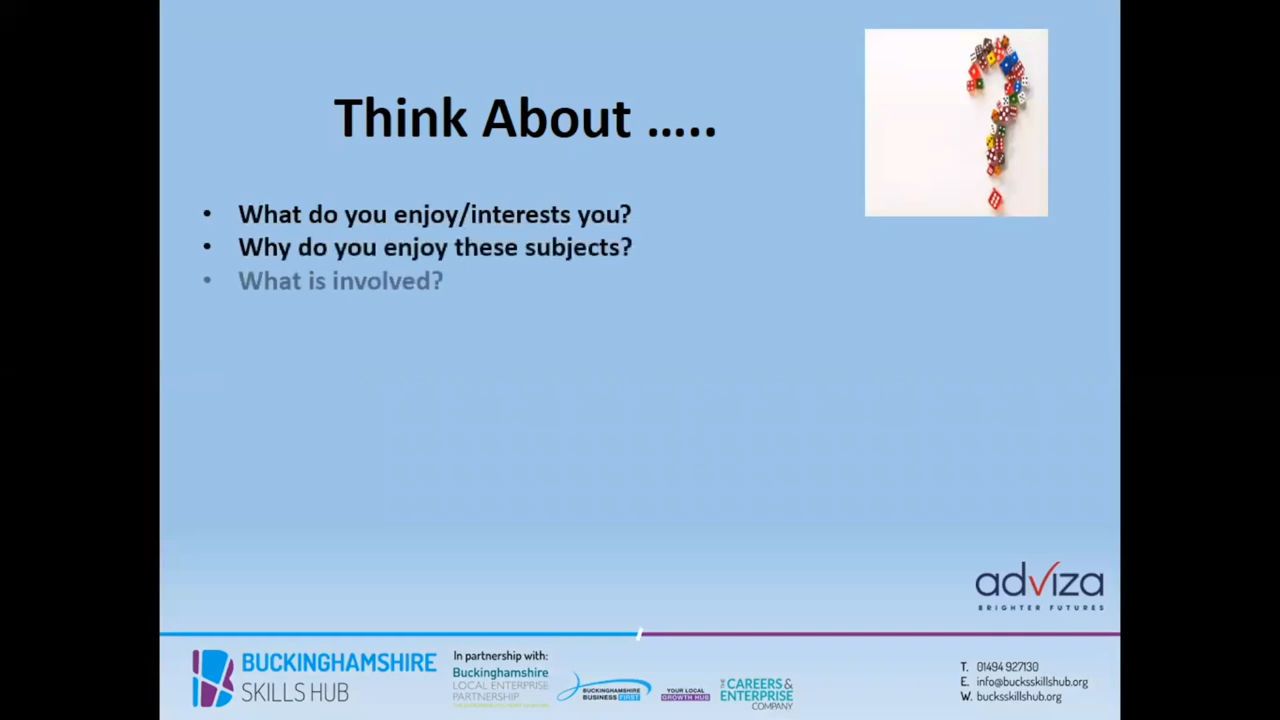 Think About .....
• What do you enjoy/interests you?
• Why do you enjoy these subjects?
• What is involved?
adviza
BRIGHTER FUTURES
BUCKINGHAMSHIRE
SKILLS HUB
In partnership with:
Buckinghamshire
LOCAL ENTERPRISE
PARTNERSHIP
BUCKINGHAMSHIRE
BUSINESS FIRST
YOUR LOCAL
GROWTH HUB
THE CAREERS &
ENTERPRISE
COMPANY
T. 01494 927130
E. info@bucksskillshub.org
W. bucksskillshub.org